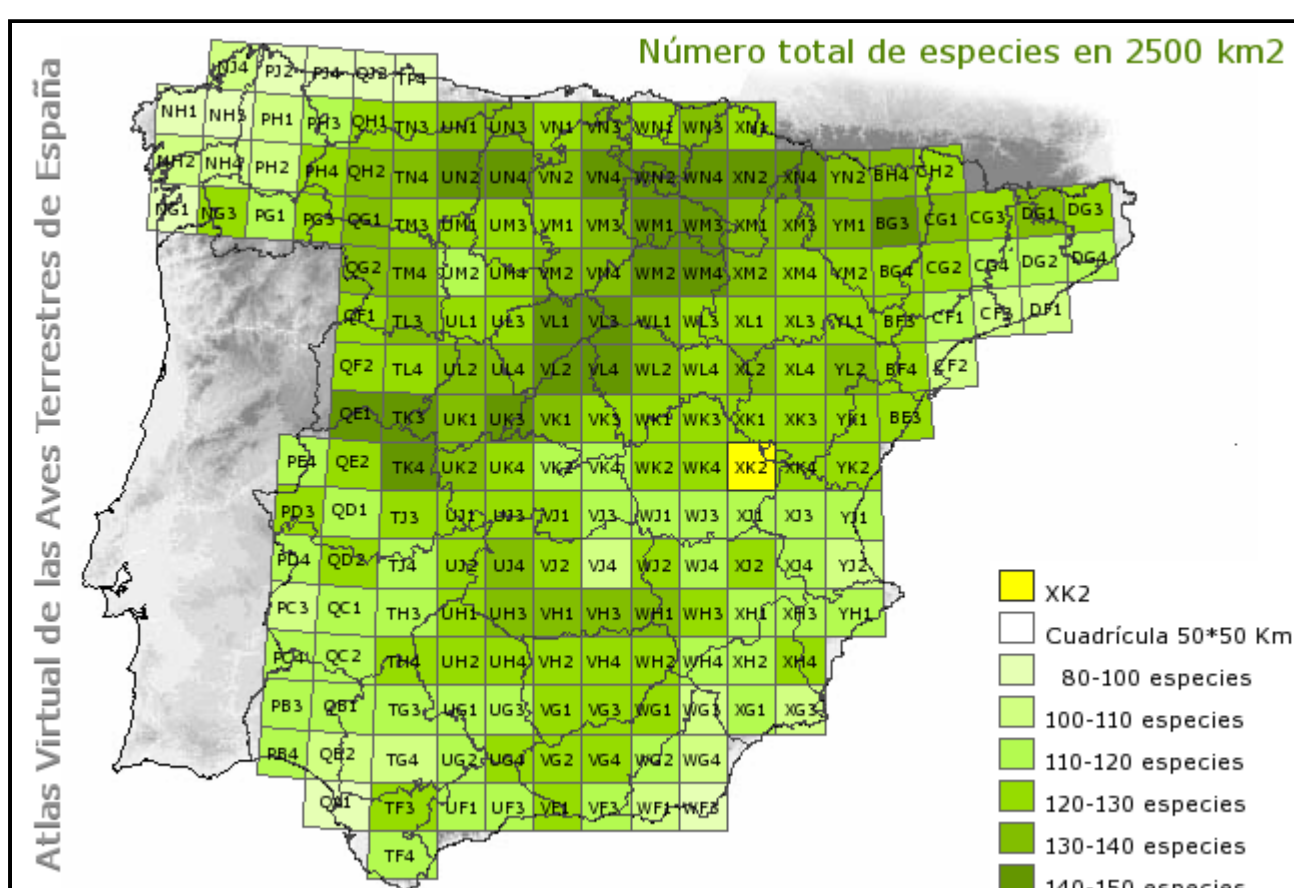 Número total de especies en 2500 km2
Atlas Virtual de las Aves Terrestres de España
NJ4 PJ2 PJ4 QJ2 TP4
NH1 NH3 PH1 PH3 QH1 TN3 UN1 UN3 VN1 VN3 WN1 WN3 XN1
NH2 NH4 PH2 PH4 QH2 TN4 UN2 UN4 VN2 VN4 WN2 WN4 XN2 XN4 YN2 BH4 CH2
NG1 NG3 PG1 PG3 QG1 TM3 UM1 UM3 VM1 VM3 WM1 WM3 XM1 XM3 YM1 BG3 CG1 CG3 DG1 DG3
QG2 TM4 UM2 UM4 VM2 VM4 WM2 WM4 XM2 XM4 YM2 BG4 CG2 CG4 DG2 DG4
QF1 TL3 UL1 UL3 VL1 VL3 WL1 WL3 XL1 XL3 YL1 BF3 CF1 CF3 DF1
QF2 TL4 UL2 UL4 VL2 VL4 WL2 WL4 XL2 XL4 YL2 BF4 CF2
QE1 TK3 UK1 UK3 VK1 VK3 WK1 WK3 XK1 XK3 YK1 BE3
PE4 QE2 TK4 UK2 UK4 VK2 VK4 WK2 WK4 XK2 XK4 YK2
PD3 QD1 TJ3 UJ1 UJ3 VJ1 VJ3 WJ1 WJ3 XJ1 XJ3 YJ1
PD4 QD2 TJ4 UJ2 UJ4 VJ2 VJ4 WJ2 WJ4 XJ2 XJ4 YJ2
PC3 QC1 TH3 UH1 UH3 VH1 VH3 WH1 WH3 XH1 XH3 YH1
PC4 QC2 TH4 UH2 UH4 VH2 VH4 WH2 WH4 XH2 XH4
PB3 QB1 TG3 UG1 UG3 VG1 VG3 WG1 WG3 XG1 XG3
PB4 QB2 TG4 UG2 UG4 VG2 VG4 WG2 WG4
QA1 TF3 UF1 UF3 VF1 VF3 WF1 WF3
TF4
XK2
Cuadrícula 50*50 Km
80-100 especies
100-110 especies
110-120 especies
120-130 especies
130-140 especies
140-150 especies